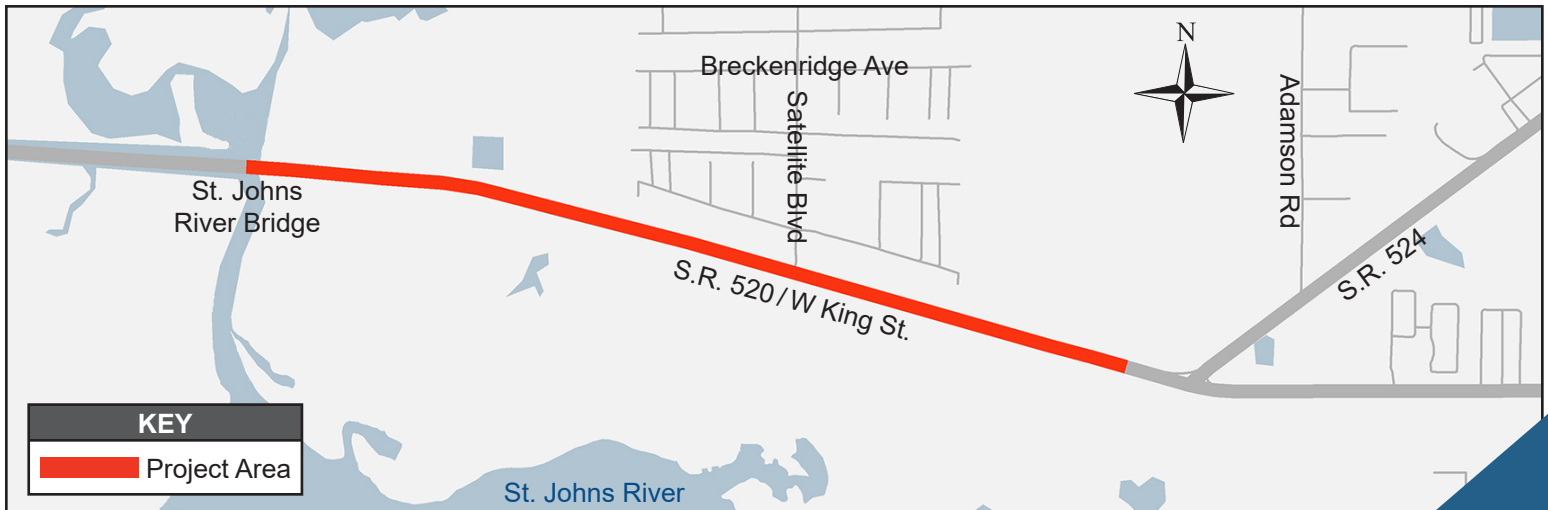 N
Breckenridge Ave
Satellite Blvd
Adamson Rd
St. Johns
River Bridge
S.R. 520 / W King St.
S.R. 524
KEY
Project Area
St. Johns River